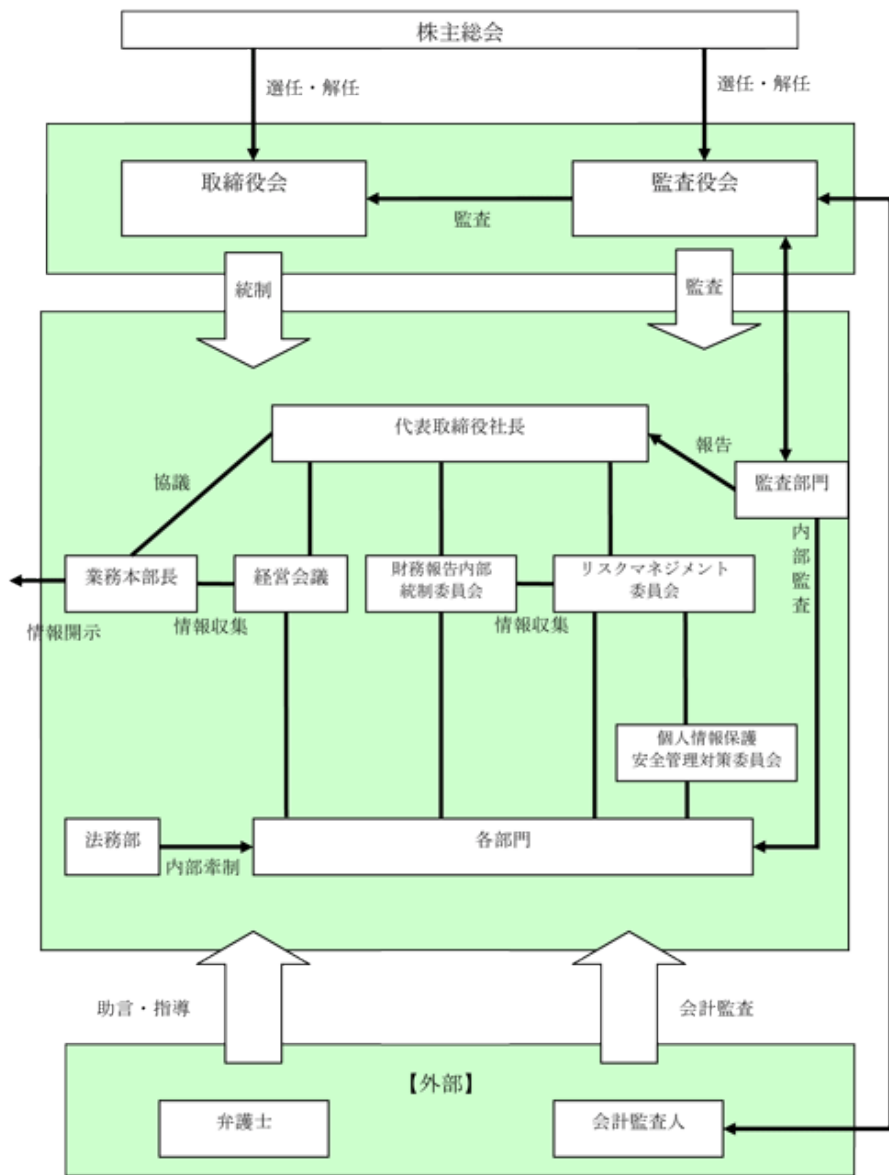 株主総会
選任・解任
選任・解任
取締役会
監査役会
監査
統制
監査
代表取締役社長
報告
監査部門
協議
内部監査
業務本部長
経営会議
財務報告内部
統制委員会
リスクマネジメント
委員会
情報開示
情報収集
情報収集
個人情報保護
安全管理対策委員会
法務部
各部門
内部牽制
助言・指導
会計監査
【外部】
弁護士
会計監査人